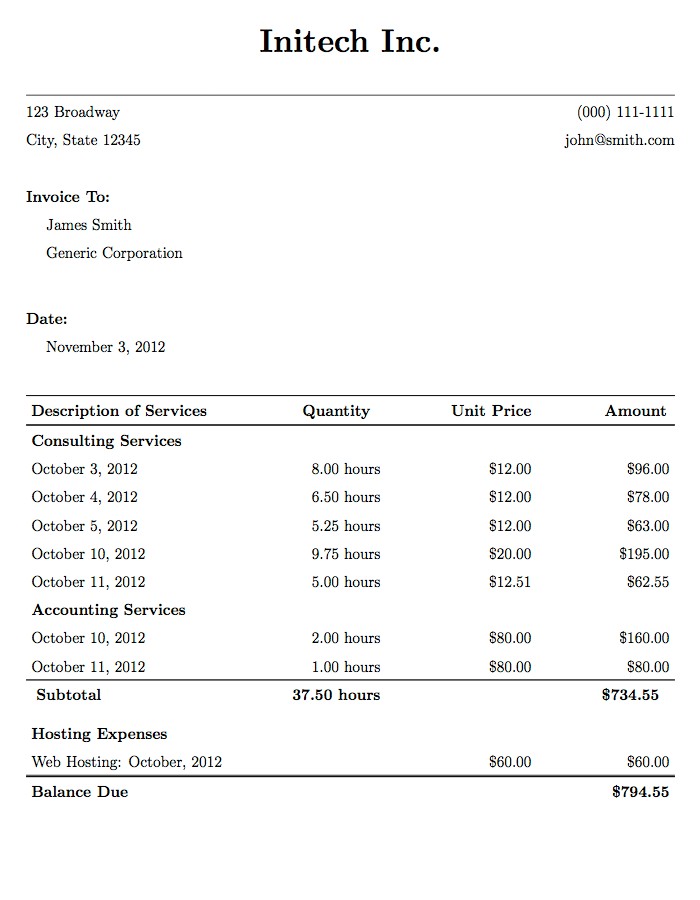 Initech Inc.
123 Broadway (000) 111-1111
City, State 12345 john@smith.com
Invoice To:
James Smith
Generic Corporation
Date:
November 3, 2012
Description of Services Quantity Unit Price Amount
Consulting Services
October 3, 2012 8.00 hours $12.00 $96.00
October 4, 2012 6.50 hours $12.00 $78.00
October 5, 2012 5.25 hours $12.00 $63.00
October 10, 2012 9.75 hours $20.00 $195.00
October 11, 2012 5.00 hours $12.51 $62.55
Accounting Services
October 10, 2012 2.00 hours $80.00 $160.00
October 11, 2012 1.00 hours $80.00 $80.00
Subtotal 37.50 hours $734.55
Hosting Expenses
Web Hosting: October, 2012 $60.00 $60.00
Balance Due $794.55